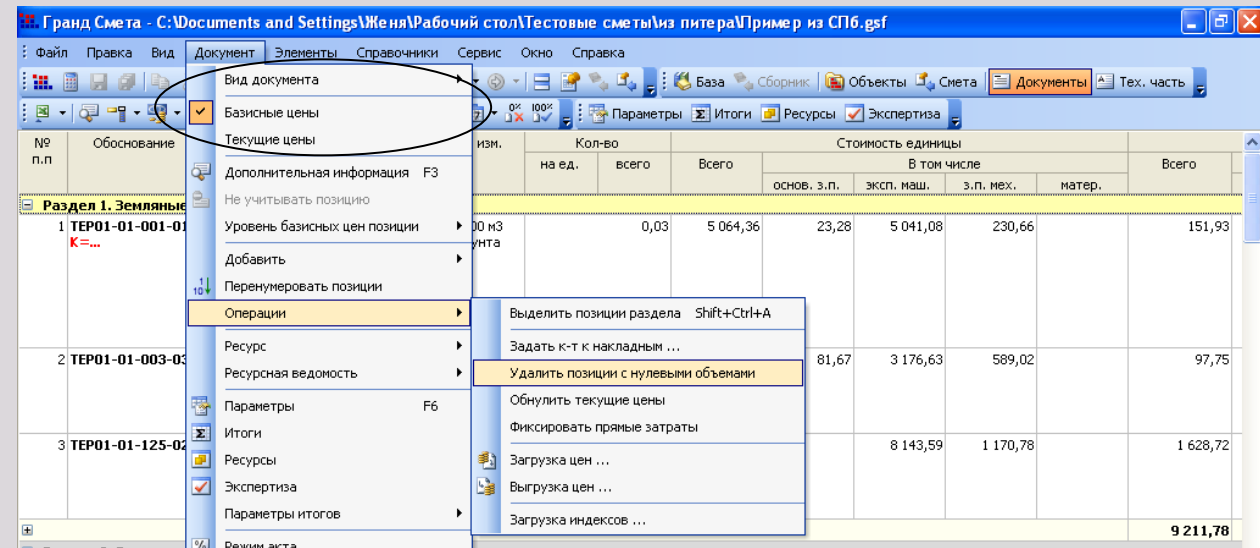 Гранд Смета - C:\Documents and Settings\Женя\Рабочий стол\Тестовые сметы\из питера\Пример из СПб.gsf
Файл Правка Вид Документ Элементы Справочники Сервис Окно Справка
База Сборник Объекты Смета Документы Тех. часть
Параметры Итоги Ресурсы Экспертиза
№ п.п Обоснование изм. Кол-во Стоимость единицы
на ед. всего Всего В том числе Всего
основ. з.п. эксп. маш. з.п. мех. матер.
Раздел 1. Земляные
1 ТЕР01-01-001-01 00 м3 0,03 5 064,36 23,28 5 041,08 230,66 151,93
К=...
2 ТЕР01-01-003-03 81,67 3 176,63 589,02 97,75
3 ТЕР01-01-125-02 8 143,59 1 170,78 1 628,72
9 211,78
Вид документа
Базисные цены
Текущие цены
Дополнительная информация F3
Не учитывать позицию
Уровень базисных цен позиции
Добавить
Перенумеровать позиции
Операции
Ресурс
Ресурсная ведомость
Параметры F6
Итоги
Ресурсы
Экспертиза
Параметры итогов
Режим акта
Выделить позиции раздела Shift+Ctrl+A
Задать к-т к накладным ...
Удалить позиции с нулевыми объемами
Обнулить текущие цены
Фиксировать прямые затраты
Загрузка цен ...
Выгрузка цен ...
Загрузка индексов ...